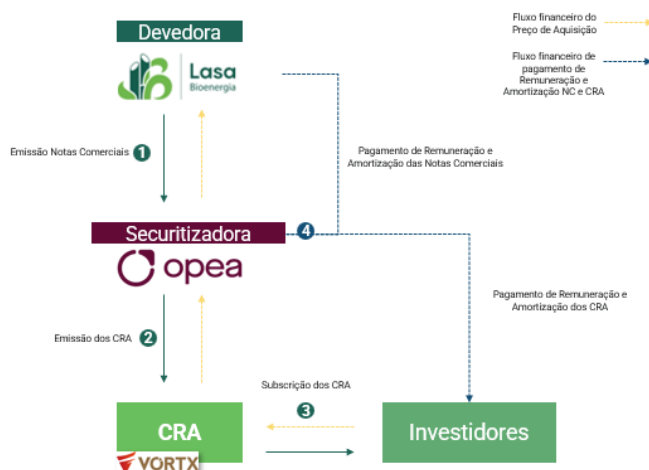 Devedora
Lasa
Bioenergia
Fluxo financeiro do
Preço de Aquisição
Fluxo financeiro de
pagamento de
Remuneração e
Amortização NC e CRA
Emissão Notas Comerciais 1
Pagamento de Remuneração e
Amortização das Notas Comerciais
Securitizadora
4
opea
Pagamento de Remuneração e
Amortização dos CRA
Emissão dos CRA 2
Subscrição dos CRA
3
CRA
VORTX
Investidores